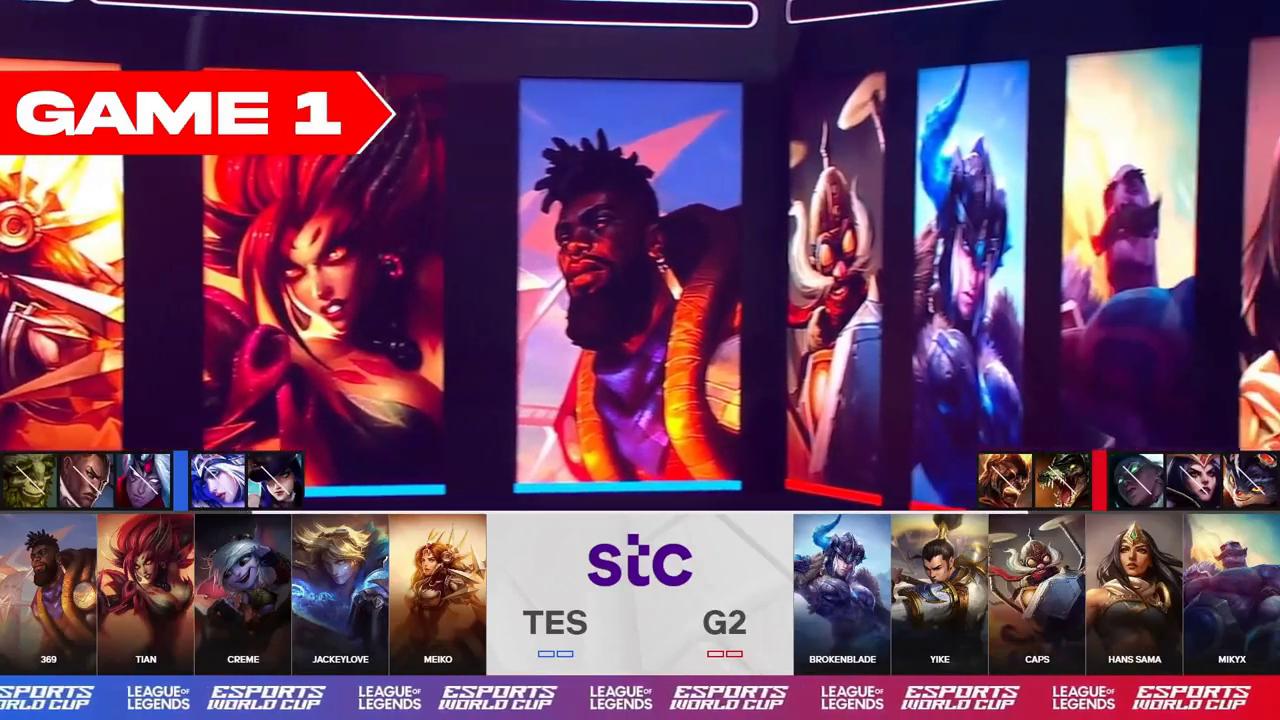 GAME 1
stc
TES
G2
369
TIAN
CREME
JACKEYLOVE
MEIKO
BROKENBLADE
YIKE
CAPS
HANS SAMA
MIKYX
ESPORTS WORLD CUP
LEAGUE OF LEGENDS
ESPORTS WORLD CUP
LEAGUE OF LEGENDS
ESPORTS WORLD CUP
LEAGUE OF LEGENDS
ESPORTS WORLD CUP
LEAGUE OF LEGENDS
ESPORTS WORLD CUP
LEAGUE OF LEGENDS
ESPORTS WORLD CUP